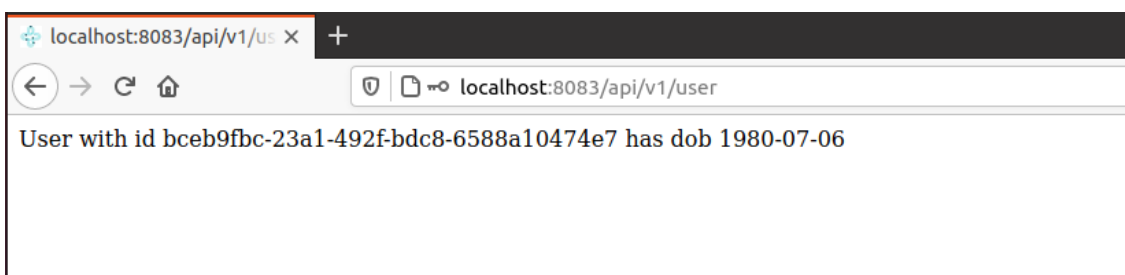 localhost:8083/api/v1/us
localhost:8083/api/v1/user
User with id bceb9fbc-23a1-492f-bdc8-6588a10474e7 has dob 1980-07-06